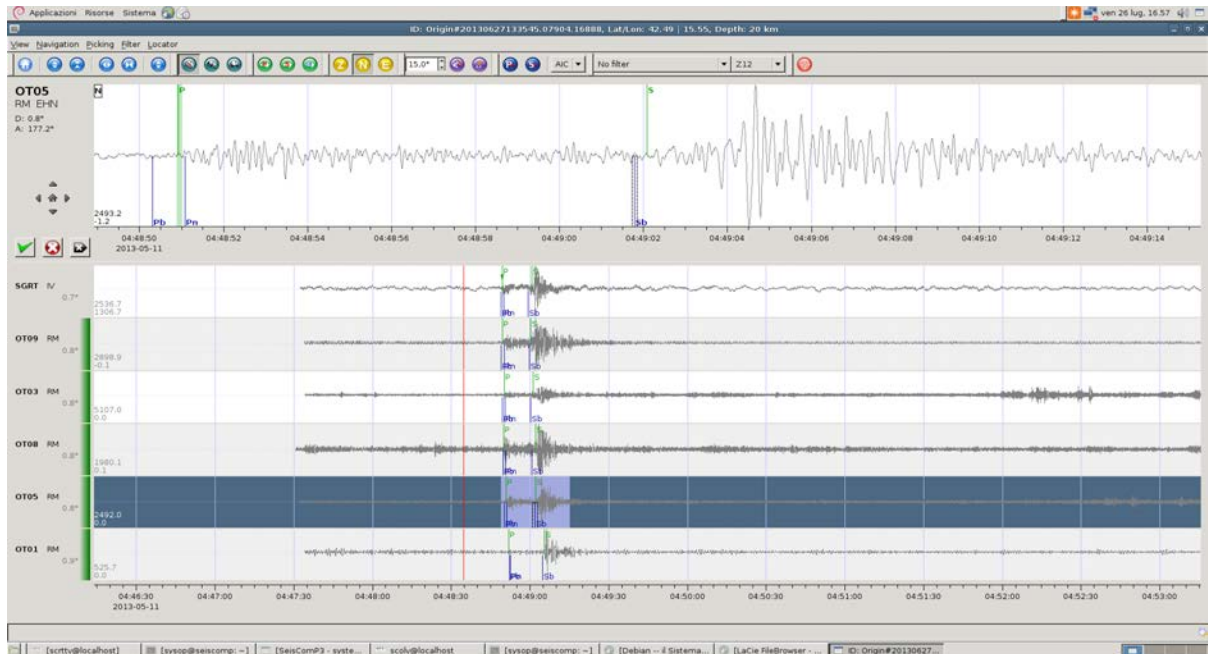 Applicazioni Risorse Sistema ven 26 lug, 16.57
ID: Origin#20130627133545.07904.16888, Lat/Lon: 42.49 | 15.55, Depth: 20 km
View Navigation Picking Filter Locator
Z N E 15.0° AIC No filter Z12
OT05
RM EHN
D: 0.8°
A: 177.2°
N P S
2493.2
-1.2
Pb Pn Sb
04:48:50 04:48:52 04:48:54 04:48:56 04:48:58 04:49:00 04:49:02 04:49:04 04:49:06 04:49:08 04:49:10 04:49:12 04:49:14
2013-05-11
SGRT IV
0.7°
2536.7
1306.7
P Sb
OT09 RM
0.8°
2898.9
-0.1
P S Sb
OT03 RM
0.8°
5107.0
0.0
P S Sb
OT08 RM
0.8°
1980.1
0.1
P S Sb
OT05 RM
0.8°
2492.0
0.0
P S Sb
OT01 RM
0.9°
525.7
0.0
P S Sb
04:46:30 04:47:00 04:47:30 04:48:00 04:48:30 04:49:00 04:49:30 04:50:00 04:50:30 04:51:00 04:51:30 04:52:00 04:52:30 04:53:00
2013-05-11
[scrttv@localhost] [sysop@seiscomp: ~] [SeisComP3 - syste... scolv@localhost [sysop@seiscomp: ~] [Debian -- il Sistema... [LaCie FileBrowser - ... ID: Origin#20130627...